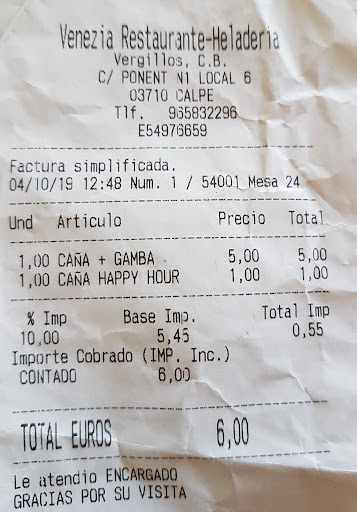 Venezia Restaurante-Heladeria
Vergillos, C.B.
C/ PONENT N1 LOCAL 6
03710 CALPE
Tlf. 965832296
E54976659
Factura simplificada.
04/10/19 12:48 Num. 1 / 54001 Mesa 24
Und Articulo Precio Total
1,00 CAÑA + GAMBA 5,00 5,00
1,00 CAÑA HAPPY HOUR 1,00 1,00
% Imp Base Imp. Total Imp
10,00 5,45 0,55
Importe Cobrado (IMP. Inc.)
CONTADO 6,00
TOTAL EUROS 6,00
Le atendio ENCARGADO
GRACIAS POR SU VISITA